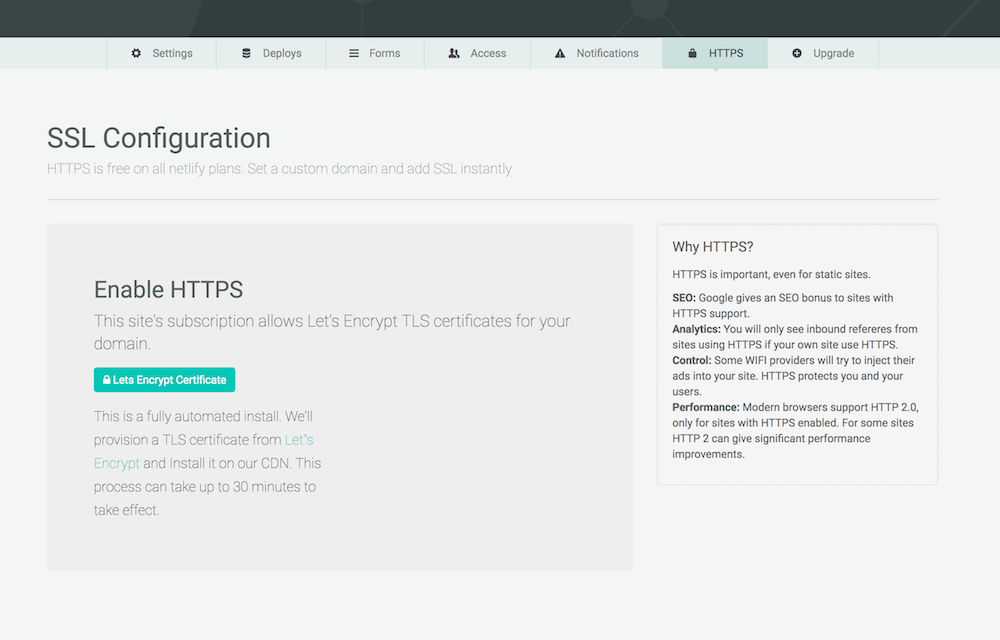 Settings
Deploys
Forms
Access
Notifications
HTTPS
Upgrade
SSL Configuration
HTTPS is free on all netlify plans. Set a custom domain and add SSL instantly
Enable HTTPS
This site's subscription allows Let's Encrypt TLS certificates for your
domain.
Lets Encrypt Certificate
This is a fully automated install. We'll
provision a TLS certificate from Let"s
Encrypt and Install it on our CDN. This
process can take up to 30 minutes to
take effect.
Why HTTPS?
HTTPS is important, even for static sites.
SEO: Google gives an SEO bonus to sites with
HTTPS support.
Analytics: You will only see inbound refereres from
sites using HTTPS if your own site use HTTPS.
Control: Some WIFI providers will try to inject their
ads into your site. HTTPS protects you and your
users.
Performance: Modern browsers support HTTP 2.0,
only for sites with HTTPS enabled. For some sites
HTTP 2 can give significant performance
improvements.